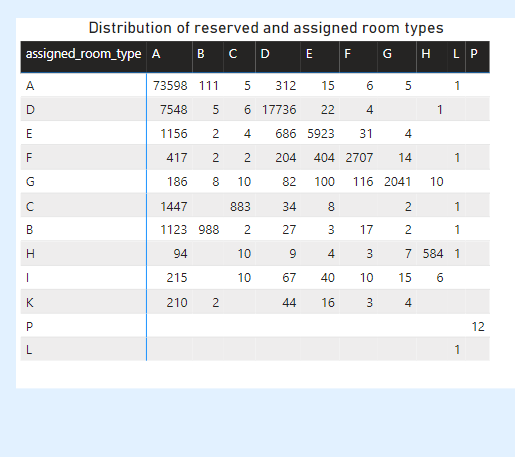 Distribution of reserved and assigned room types
assigned_room_type A B C D E F G H L P
A 73598 111 5 312 15 6 5 1
D 7548 5 6 17736 22 4 1
E 1156 2 4 686 5923 31 4
F 417 2 2 204 404 2707 14 1
G 186 8 10 82 100 116 2041 10
C 1447 883 34 8 2 1
B 1123 988 2 27 3 17 2 1
H 94 10 9 4 3 7 584 1
I 215 10 67 40 10 15 6
K 210 2 44 16 3 4
P 12
L 1